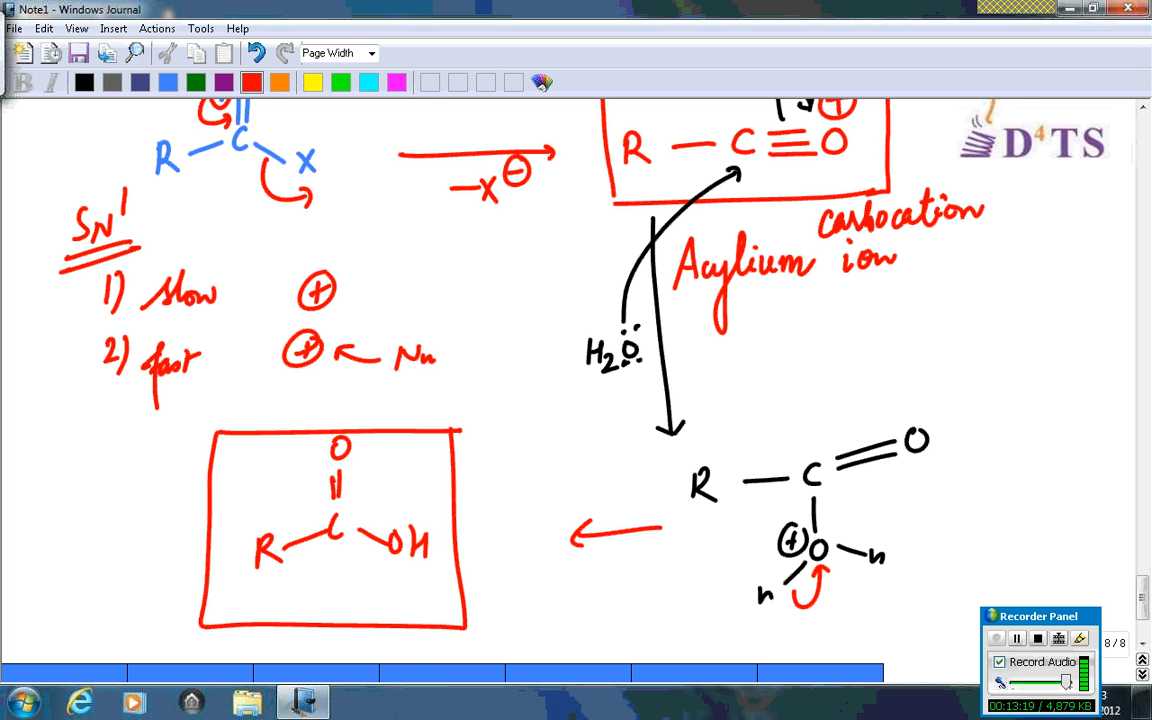 Note1 - Windows Journal
File Edit View Insert Actions Tools Help
Page Width
B I
D4TS
R — C X
−X ⊖
R — C ≡ O ⊕
SN1
carbocation
Acylium ion
1) slow ⊕
2) fast ⊕ ← Nu
H2O
R — C = O
⊕ O — H
H
O
||
R C OH
8 / 8
Recorder Panel
Record Audio
00:13:19 / 4,879 KB
2012